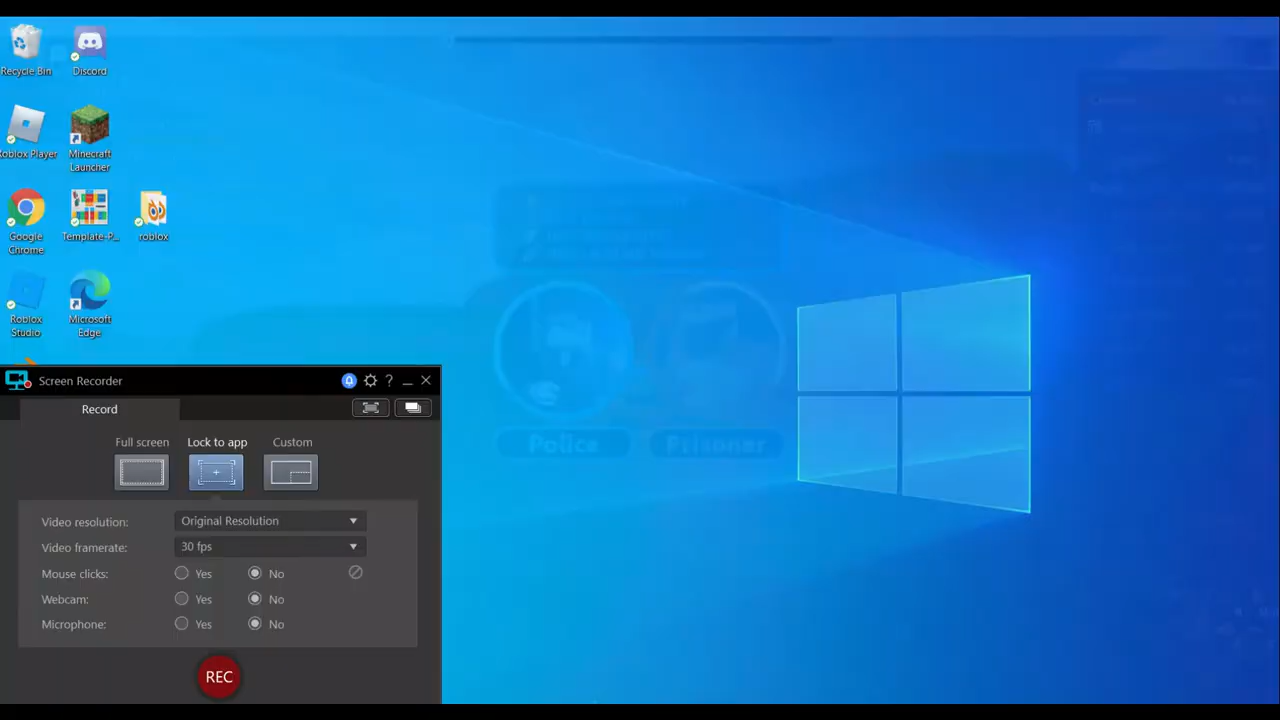 Recycle Bin
Discord
Roblox Player
Minecraft
Launcher
Google
Chrome
Template-P...
roblox
Roblox
Studio
Microsoft
Edge
Screen Recorder
?
Record
Full screen
Lock to app
Custom
Video resolution:
Original Resolution
Video framerate:
30 fps
Mouse clicks:
Yes
No
Webcam:
Yes
No
Microphone:
Yes
No
REC
Police
Prisoner